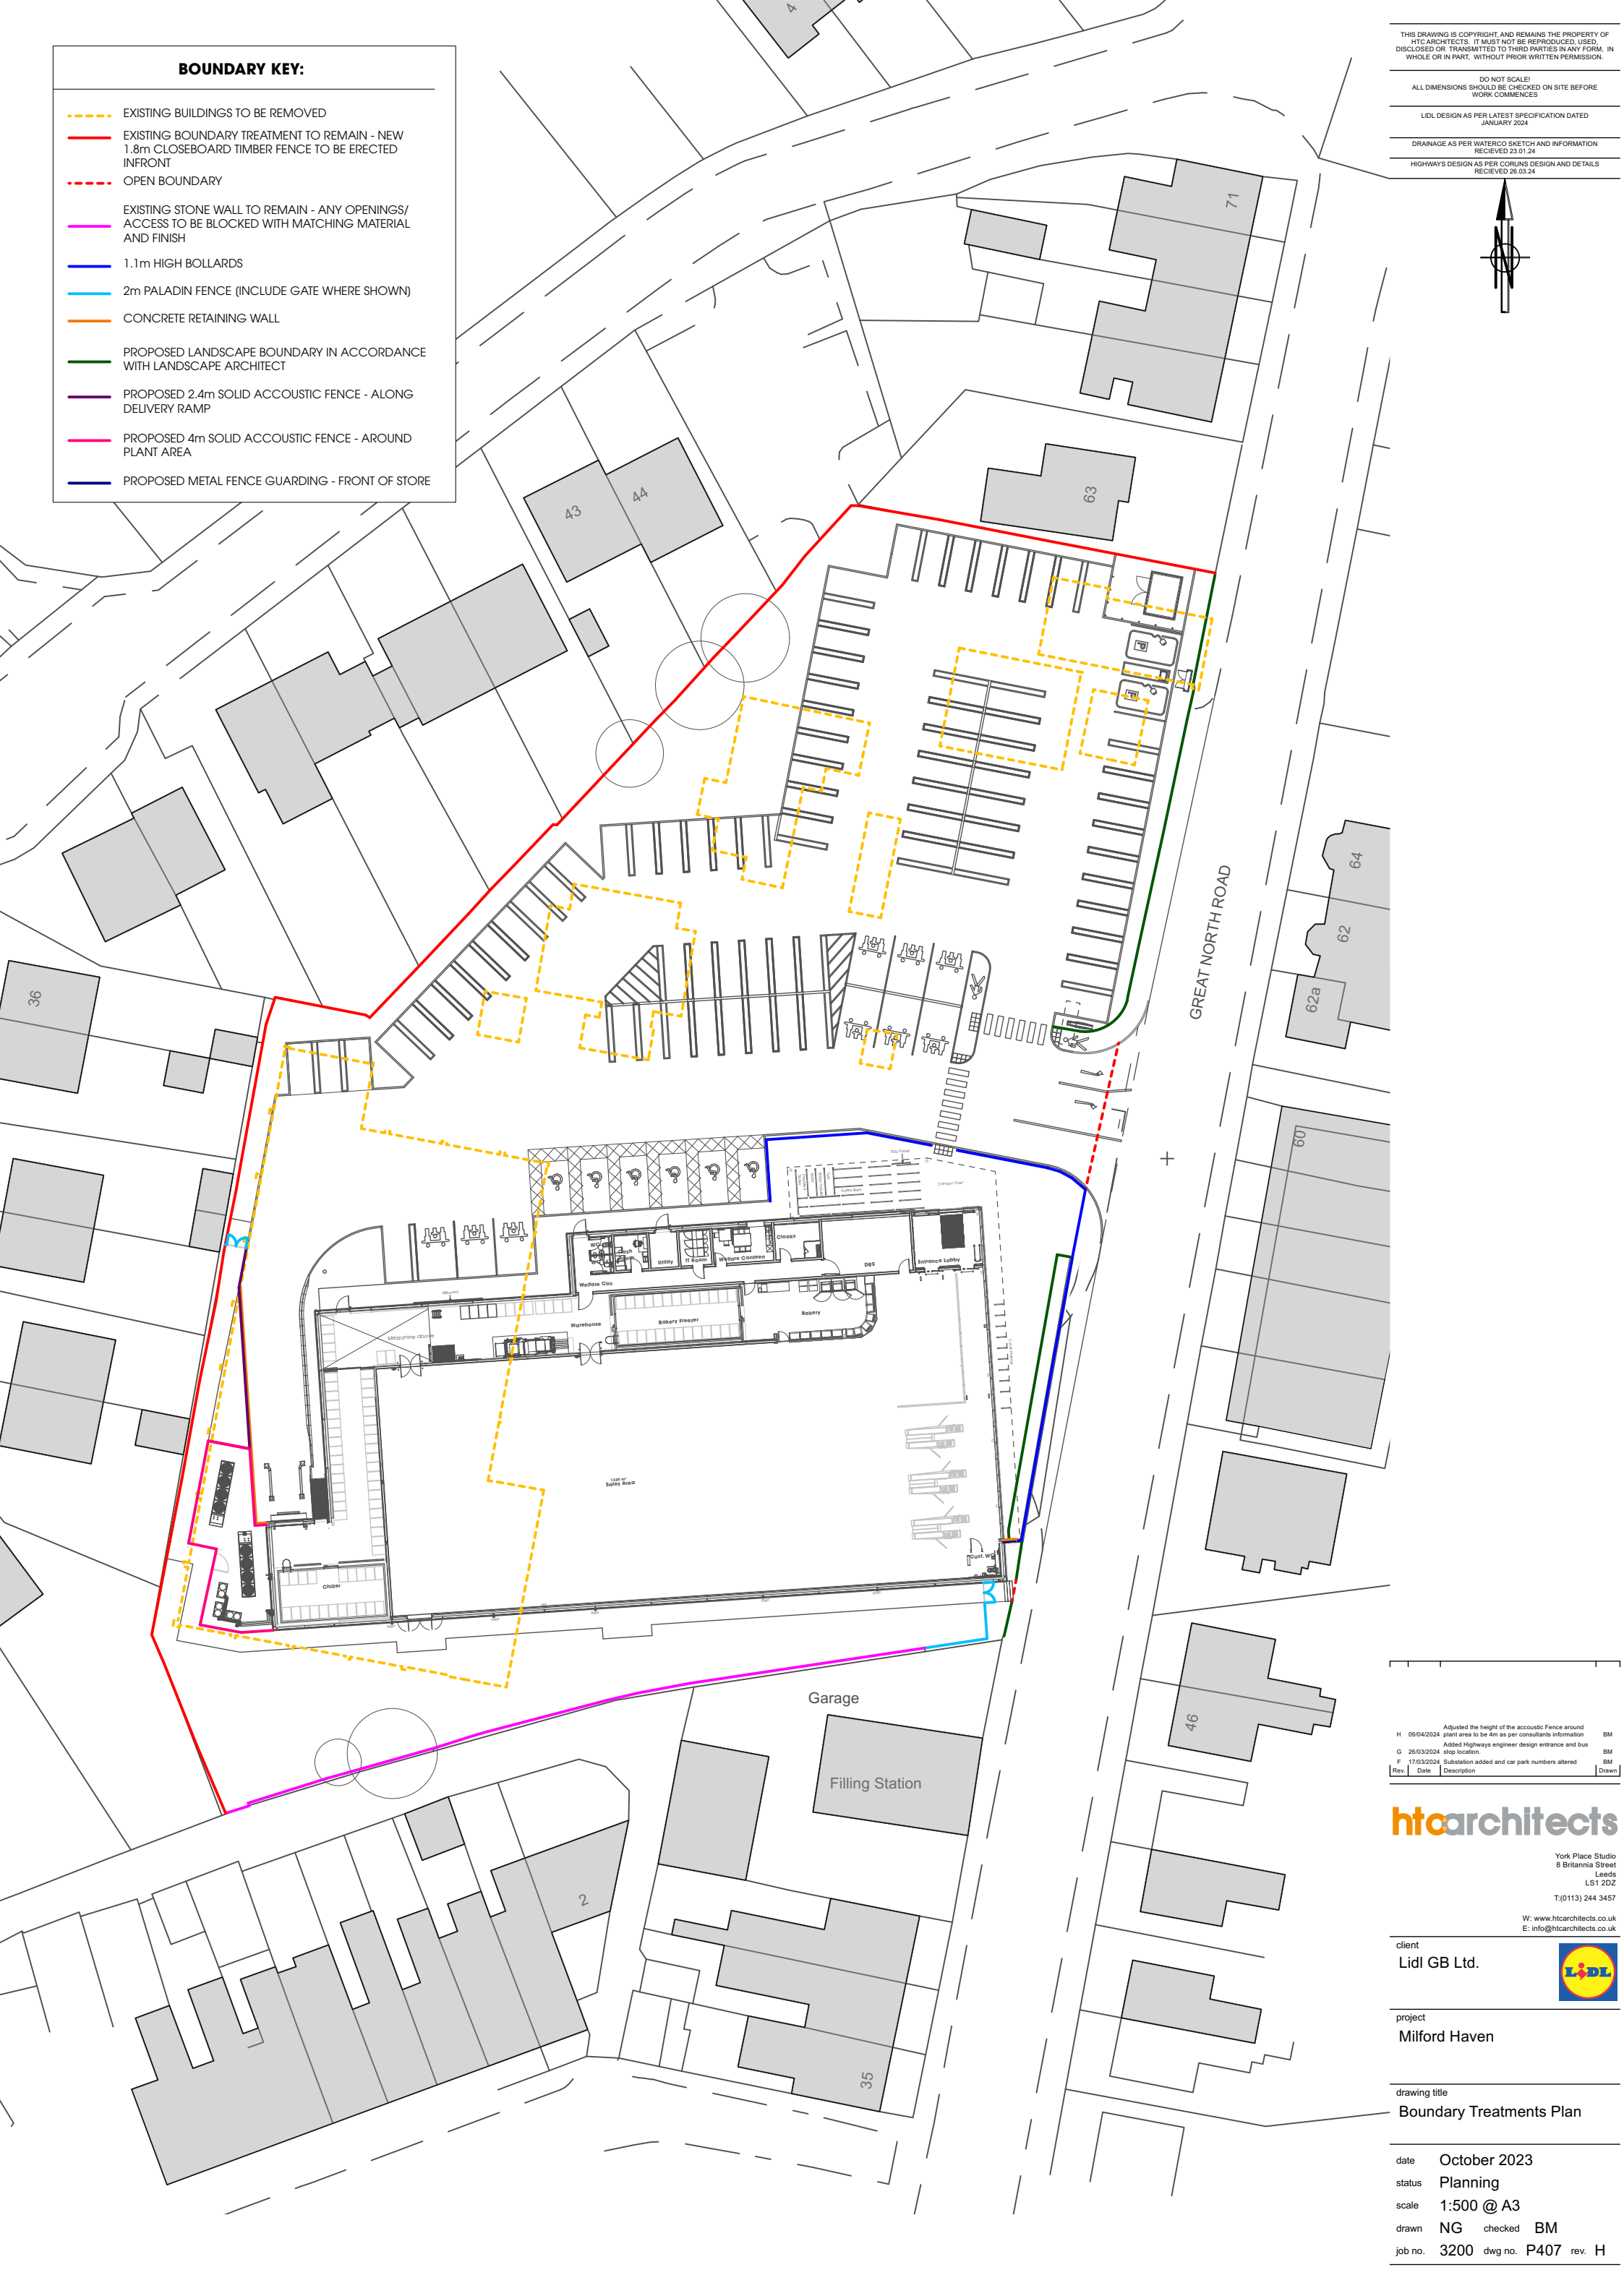 BOUNDARY KEY:
EXISTING BUILDINGS TO BE REMOVED
EXISTING BOUNDARY TREATMENT TO REMAIN - NEW
1.8m CLOSEBOARD TIMBER FENCE TO BE ERECTED
INFRONT
OPEN BOUNDARY
EXISTING STONE WALL TO REMAIN - ANY OPENINGS/
ACCESS TO BE BLOCKED WITH MATCHING MATERIAL
AND FINISH
1.1m HIGH BOLLARDS
2m PALADIN FENCE (INCLUDE GATE WHERE SHOWN)
CONCRETE RETAINING WALL
PROPOSED LANDSCAPE BOUNDARY IN ACCORDANCE
WITH LANDSCAPE ARCHITECT
PROPOSED 2.4m SOLID ACCOUSTIC FENCE - ALONG
DELIVERY RAMP
PROPOSED 4m SOLID ACCOUSTIC FENCE - AROUND
PLANT AREA
PROPOSED METAL FENCE GUARDING - FRONT OF STORE
THIS DRAWING IS COPYRIGHT, AND REMAINS THE PROPERTY OF
HTC ARCHITECTS. IT MUST NOT BE REPRODUCED, USED,
DISCLOSED OR TRANSMITTED TO THIRD PARTIES IN ANY FORM, IN
WHOLE OR IN PART, WITHOUT PRIOR WRITTEN PERMISSION.
DO NOT SCALE!
ALL DIMENSIONS SHOULD BE CHECKED ON SITE BEFORE
WORK COMMENCES
LIDL DESIGN AS PER LATEST SPECIFICATION DATED
JANUARY 2024
DRAINAGE AS PER WATERCO SKETCH AND INFORMATION
RECIEVED 23.01.24
HIGHWAYS DESIGN AS PER CORUNS DESIGN AND DETAILS
RECIEVED 26.03.24
N
4
71
63
43
44
36
64
62
62a
60
GREAT NORTH ROAD
Cloaks
Utility
IT Room
Welfare Canteen
DBS
Entrance Lobby
Welfare Circ
Warehouse
Bakery Freezer
Bakery
Mezzanine above
Sales Area
Cust. WC
Chiller
Garage
Filling Station
46
2
35
H 09/04/2024 Adjusted the height of the accoustic Fence around
plant area to be 4m as per consultants information BM
G 26/03/2024 Added Highways engineer design entrance and bus
stop location. BM
F 17/03/2024 Substation added and car park numbers altered BM
Rev. Date Description Drawn
htcarchitects
York Place Studio
8 Britannia Street
Leeds
LS1 2DZ
T:(0113) 244 3457
W: www.htcarchitects.co.uk
E: info@htcarchitects.co.uk
client
Lidl GB Ltd.
LIDL
project
Milford Haven
drawing title
Boundary Treatments Plan
date October 2023
status Planning
scale 1:500 @ A3
drawn NG checked BM
job no. 3200 dwg no. P407 rev. H